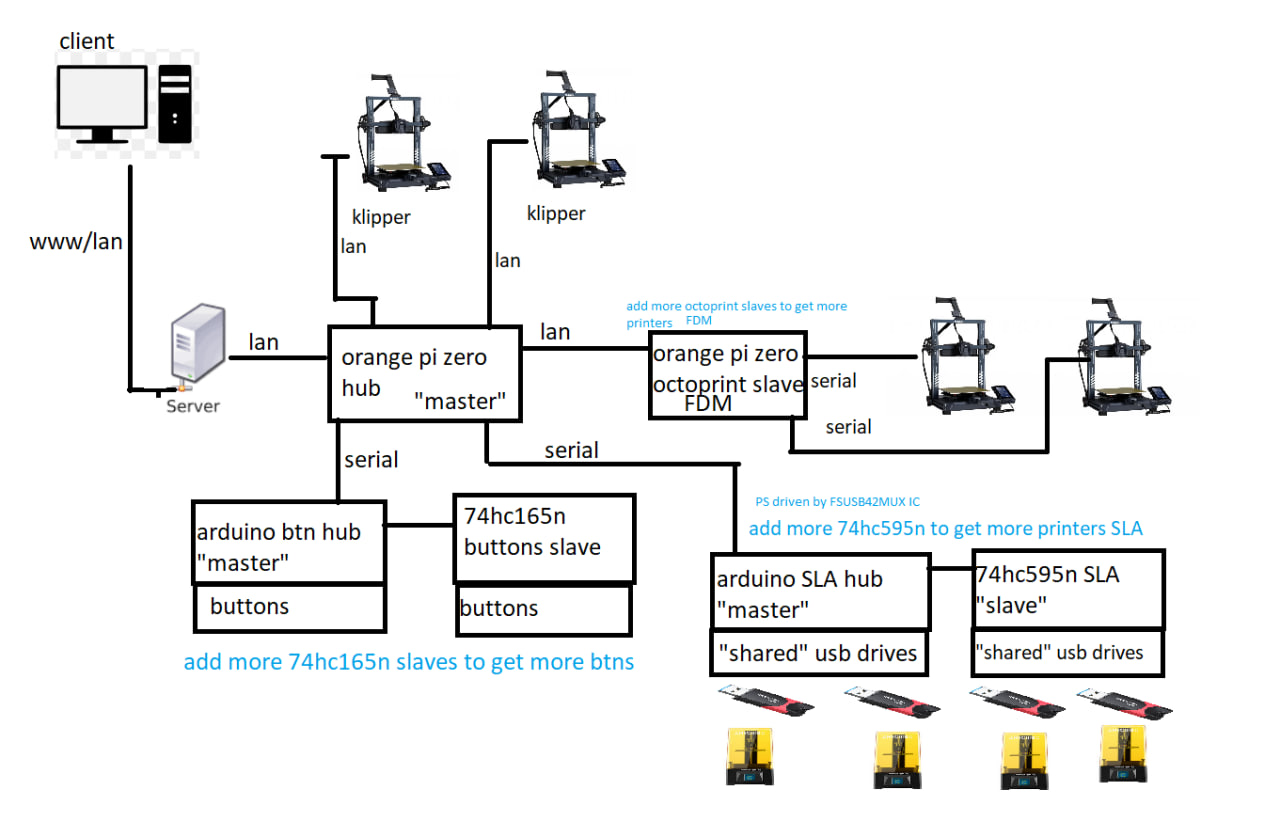 client
www/lan
Server
lan
klipper
lan
klipper
lan
orange pi zero
hub
"master"
lan
add more octoprint slaves to get more
printers FDM
orange pi zero
octoprint slave
FDM
serial
serial
serial
arduino btn hub
"master"
buttons
74hc165n
buttons slave
buttons
add more 74hc165n slaves to get more btns
serial
PS driven by FSUSB42MUX IC
add more 74hc595n to get more printers SLA
arduino SLA hub
"master"
"shared" usb drives
74hc595n SLA
"slave"
"shared" usb drives